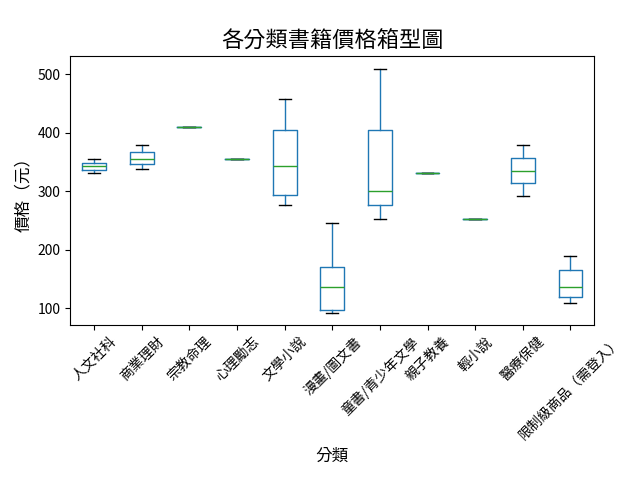 各分類書籍價格箱型圖
價格（元）
500
400
300
200
100
人文社科
商業理財
宗教命理
心理勵志
文學小說
漫畫/圖文書
童書/青少年文學
親子教養
輕小說
醫療保健
限制級商品（需登入）
分類